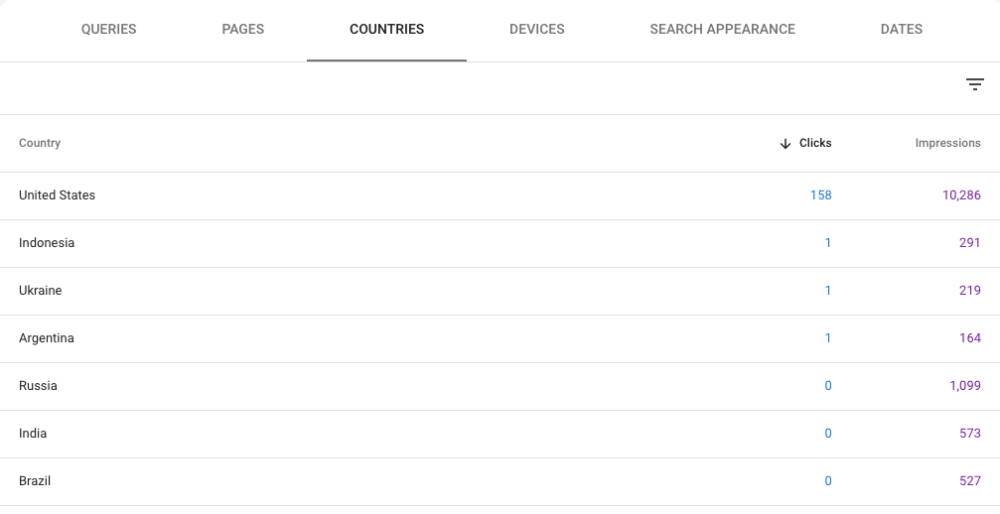 QUERIES PAGES COUNTRIES DEVICES SEARCH APPEARANCE DATES
Country Clicks Impressions
United States 158 10,286
Indonesia 1 291
Ukraine 1 219
Argentina 1 164
Russia 0 1,099
India 0 573
Brazil 0 527